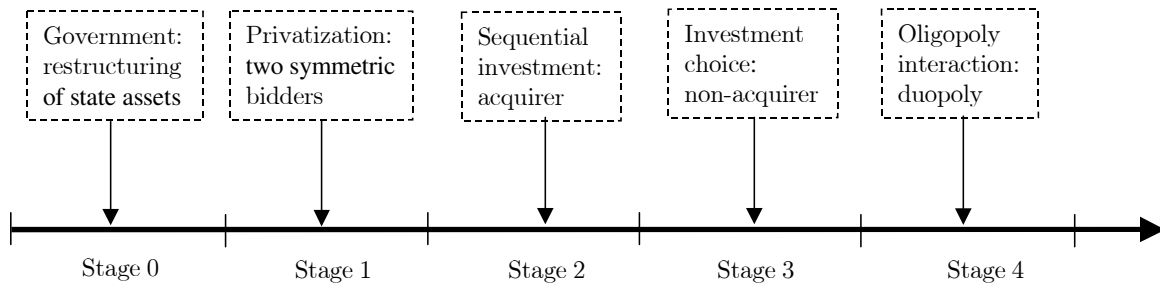 Government:
restructuring
of state assets
Privatization:
two symmetric
bidders
Sequential
investment:
acquirer
Investment
choice:
non-acquirer
Oligopoly
interaction:
duopoly
Stage 0
Stage 1
Stage 2
Stage 3
Stage 4